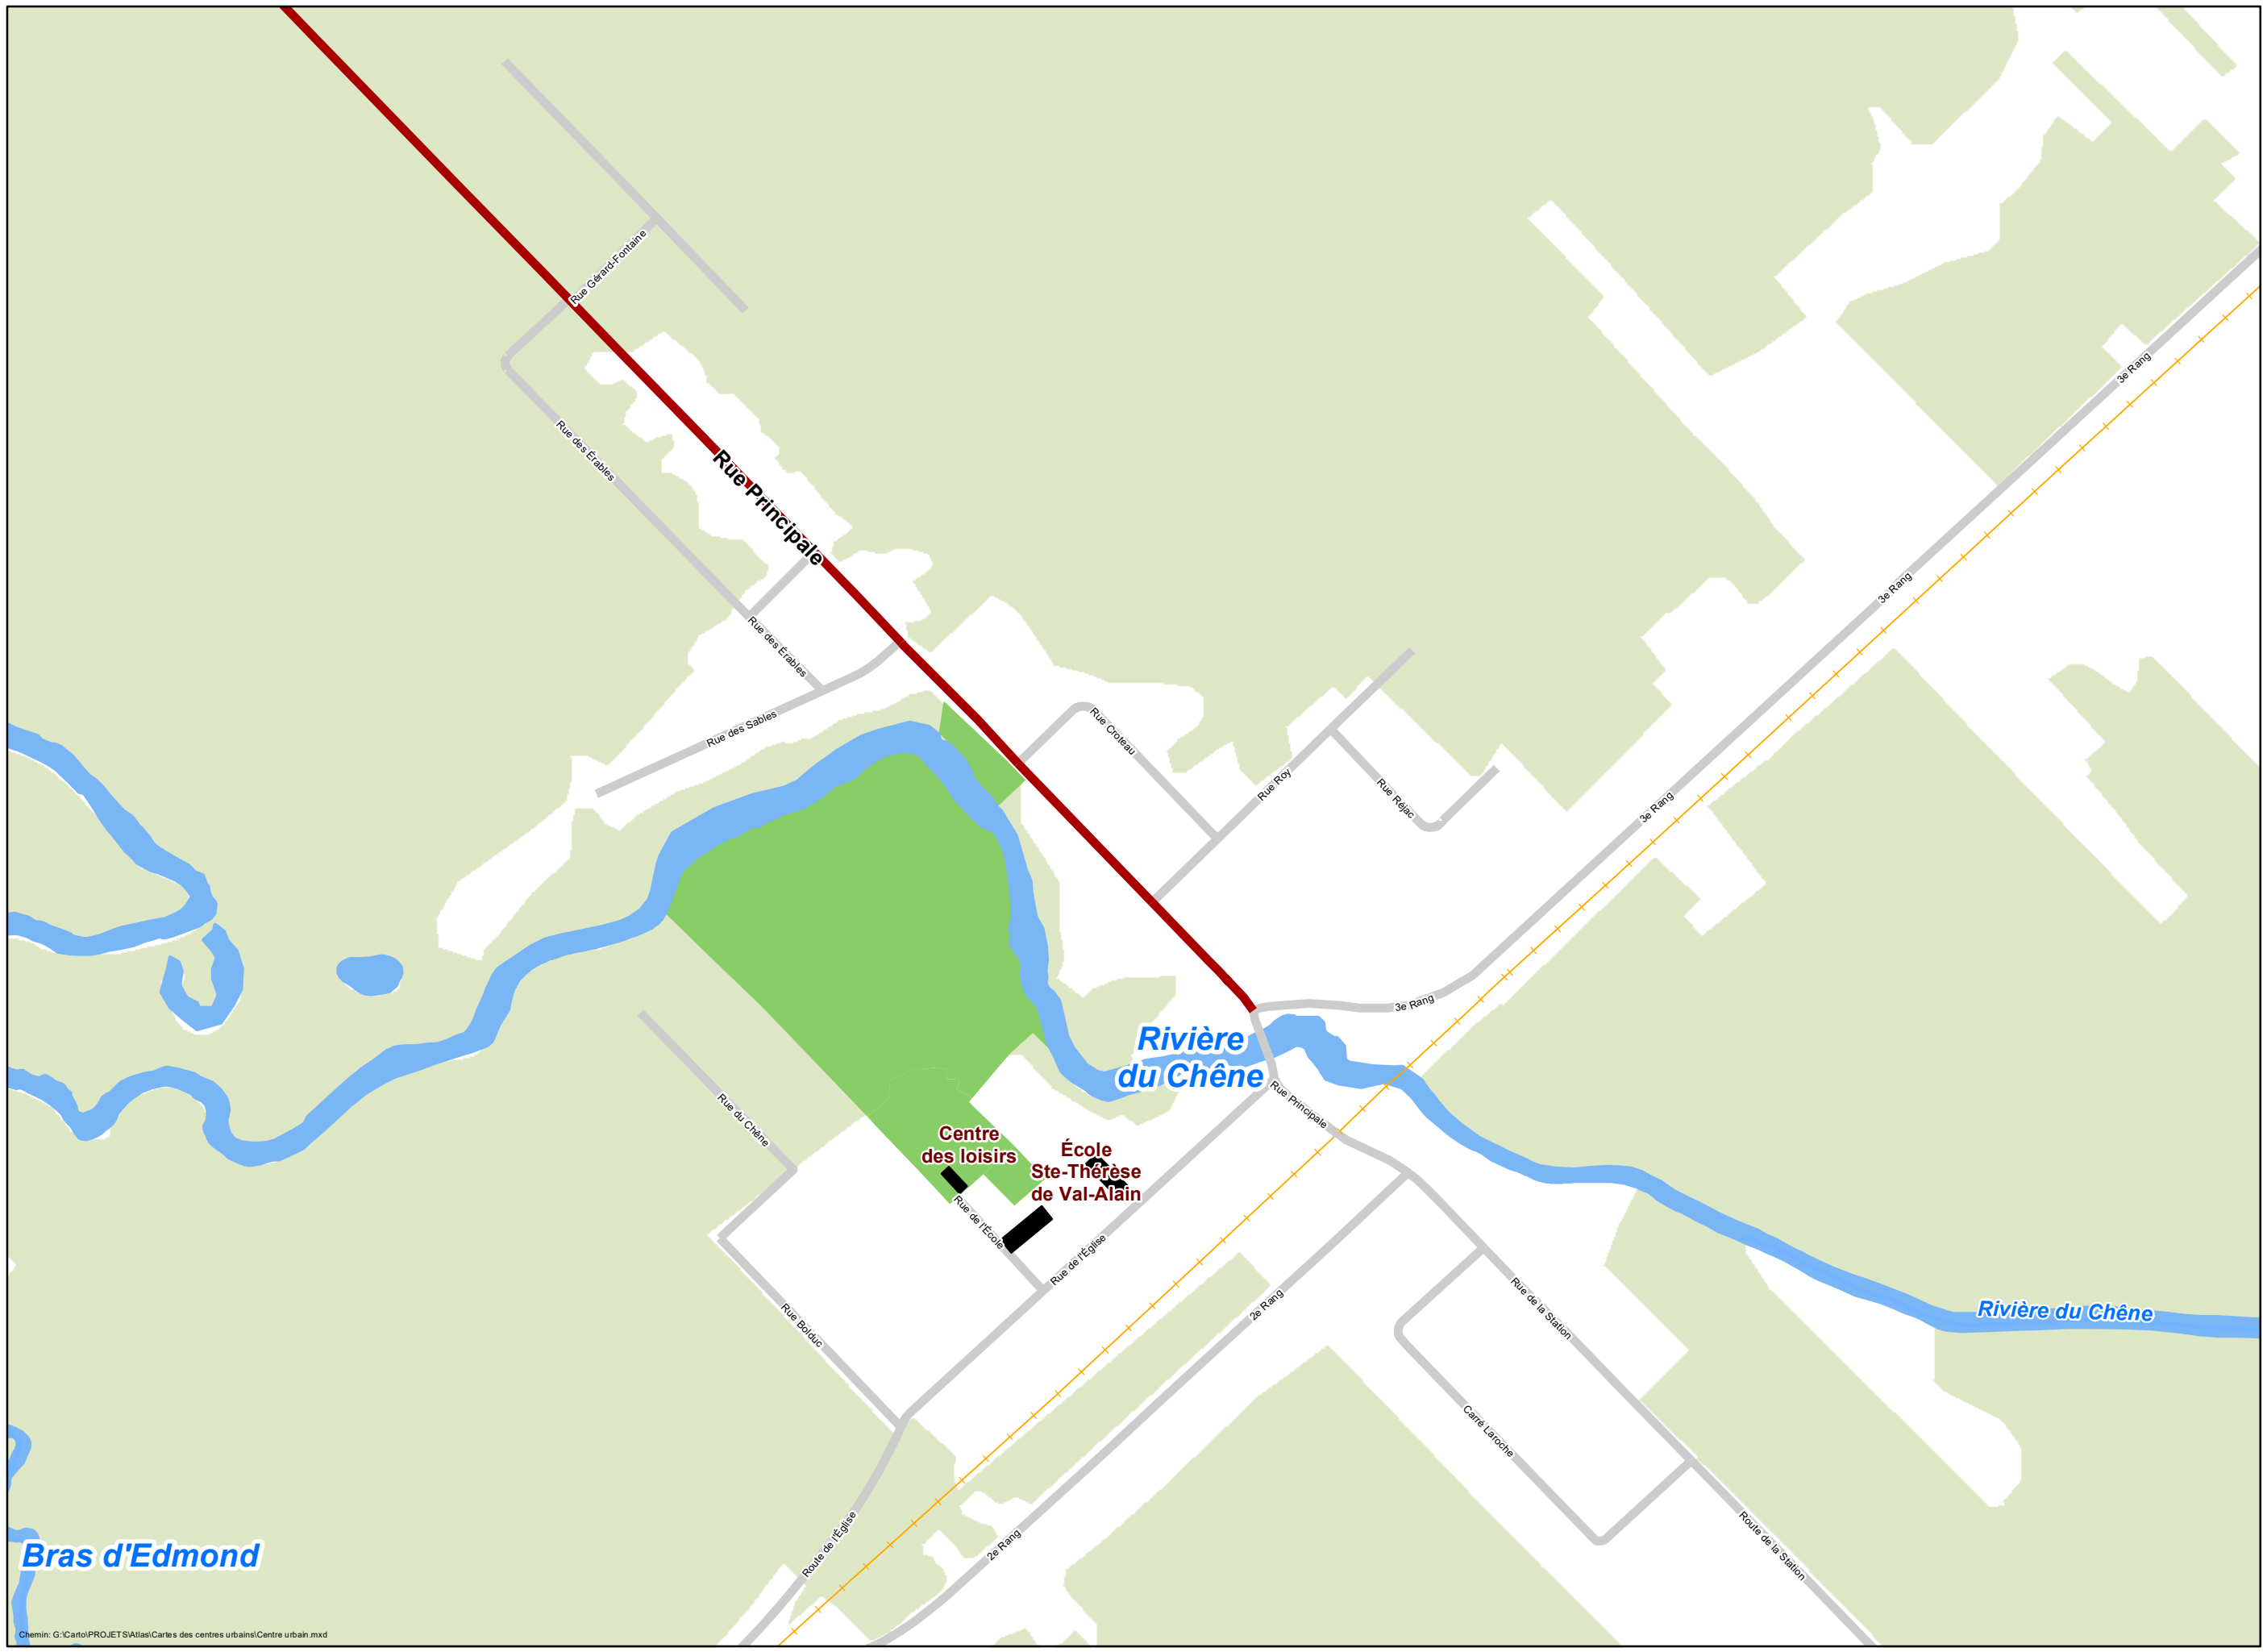 Rue Gérard-Fontaine
3e Rang
Rue des Érables
Rue Principale
3e Rang
Rue des Érables
Rue des Sables
Rue Croteau
Rue Roy
Rue Réjac
3e Rang
3e Rang
Rivière
du Chêne
Rue du Chêne
Rue Principale
Centre
des loisirs
École
Ste-Thérèse
de Val-Alain
Rue de l'École
Rue de l'Église
Rue Bolduc
2e Rang
Rue de la Station
Rivière du Chêne
Carré Laroche
Route de l'Église
2e Rang
Route de la Station
Bras d'Edmond
Chemin: G:\Carto\PROJETS\Atlas\Cartes des centres urbains\Centre urbain.mxd